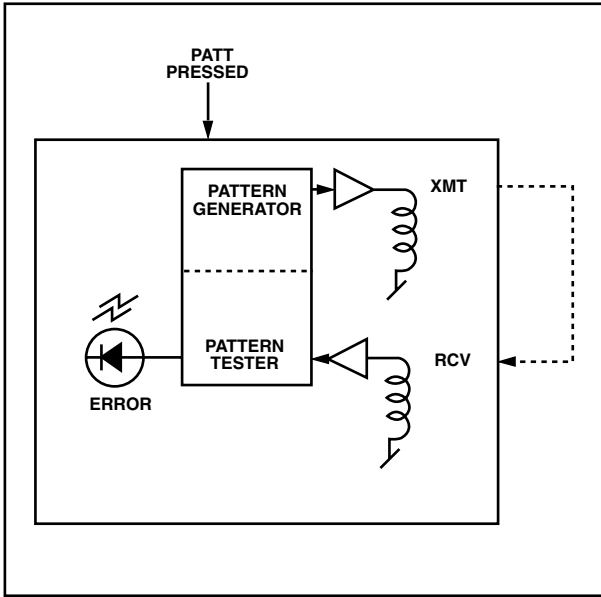 PATT
PRESSED
PATTERN
GENERATOR
XMT
PATTERN
TESTER
RCV
ERROR